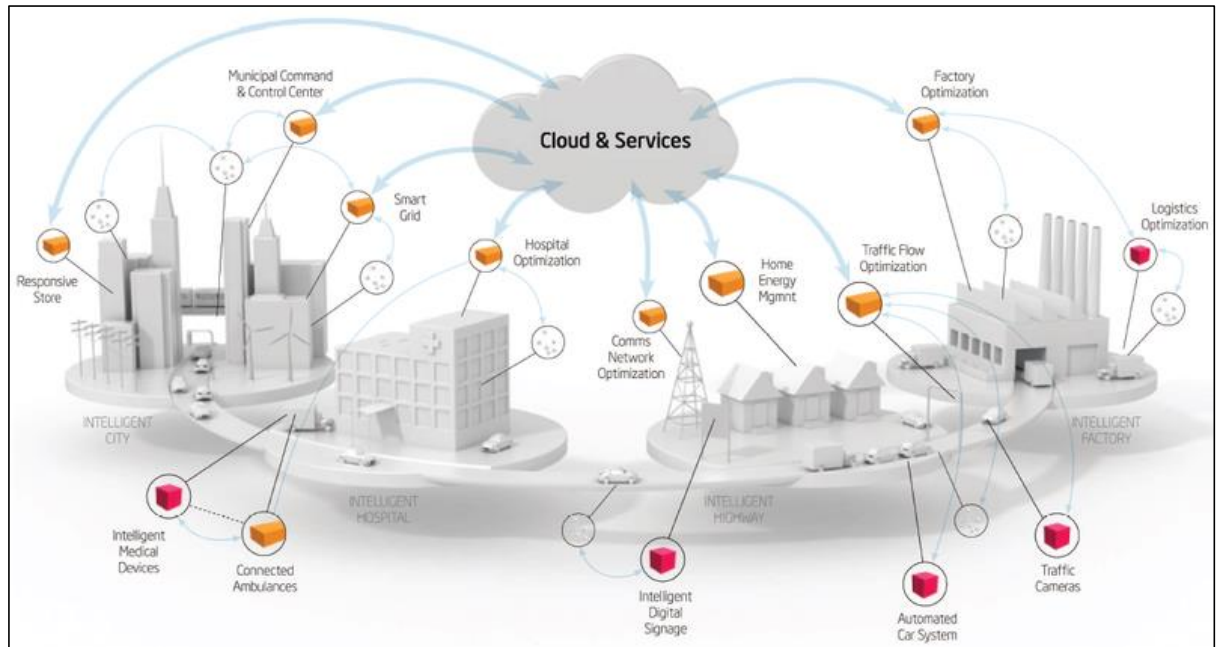 Municipal Command
& Control Center
Factory
Optimization
Cloud & Services
Smart
Grid
Logistics
Optimization
Responsive
Store
Hospital
Optimization
Home
Energy
Mgmnt
Traffic Flow
Optimization
Comms
Network
Optimization
INTELLIGENT
CITY
INTELLIGENT
HOSPITAL
INTELLIGENT
HIGHWAY
INTELLIGENT
FACTORY
Intelligent
Medical
Devices
Connected
Ambulances
Intelligent
Digital
Signage
Automated
Car System
Traffic
Cameras